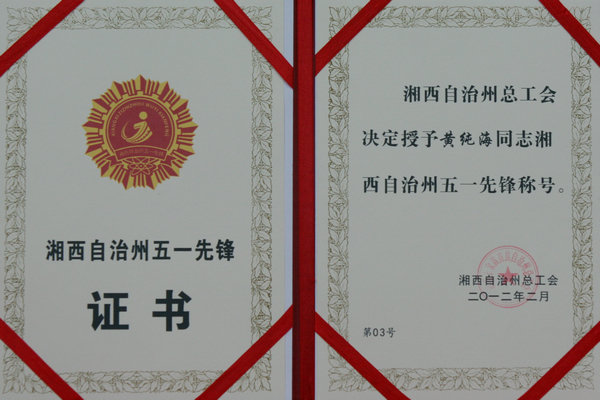 湘西自治州五一先锋
证书
湘西自治州总工会
决定授予黄纯海同志湘
西自治州五一先锋称号。
湘西自治州总工会
二〇一二年二月
第03号